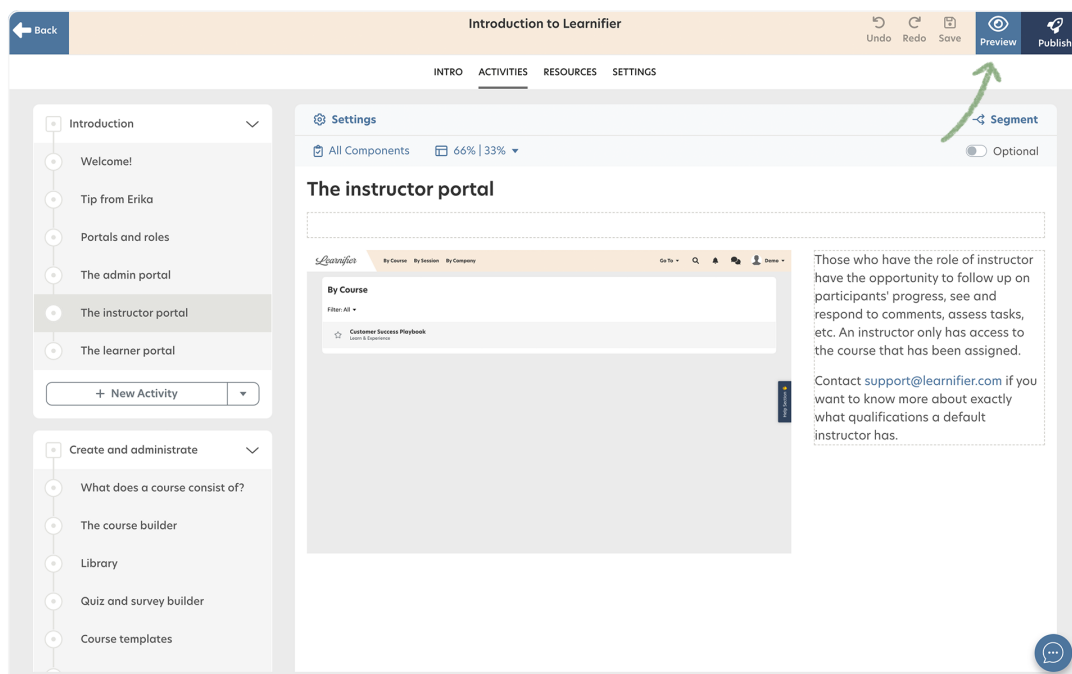 Back
Introduction to Learnifier
Undo
Redo
Save
Preview
Publish
INTRO
ACTIVITIES
RESOURCES
SETTINGS
Introduction
Welcome!
Tip from Erika
Portals and roles
The admin portal
The instructor portal
The learner portal
+ New Activity
Create and administrate
What does a course consist of?
The course builder
Library
Quiz and survey builder
Course templates
Settings
Segment
All Components
66% | 33%
Optional
The instructor portal
Learnifier
By Course
By Session
By Company
Go To
Demo
By Course
Filter: All
Customer Success Playbook
Learn & Experience
Help Section
Those who have the role of instructor
have the opportunity to follow up on
participants' progress, see and
respond to comments, assess tasks,
etc. An instructor only has access to
the course that has been assigned.
Contact support@learnifier.com if you
want to know more about exactly
what qualifications a default
instructor has.